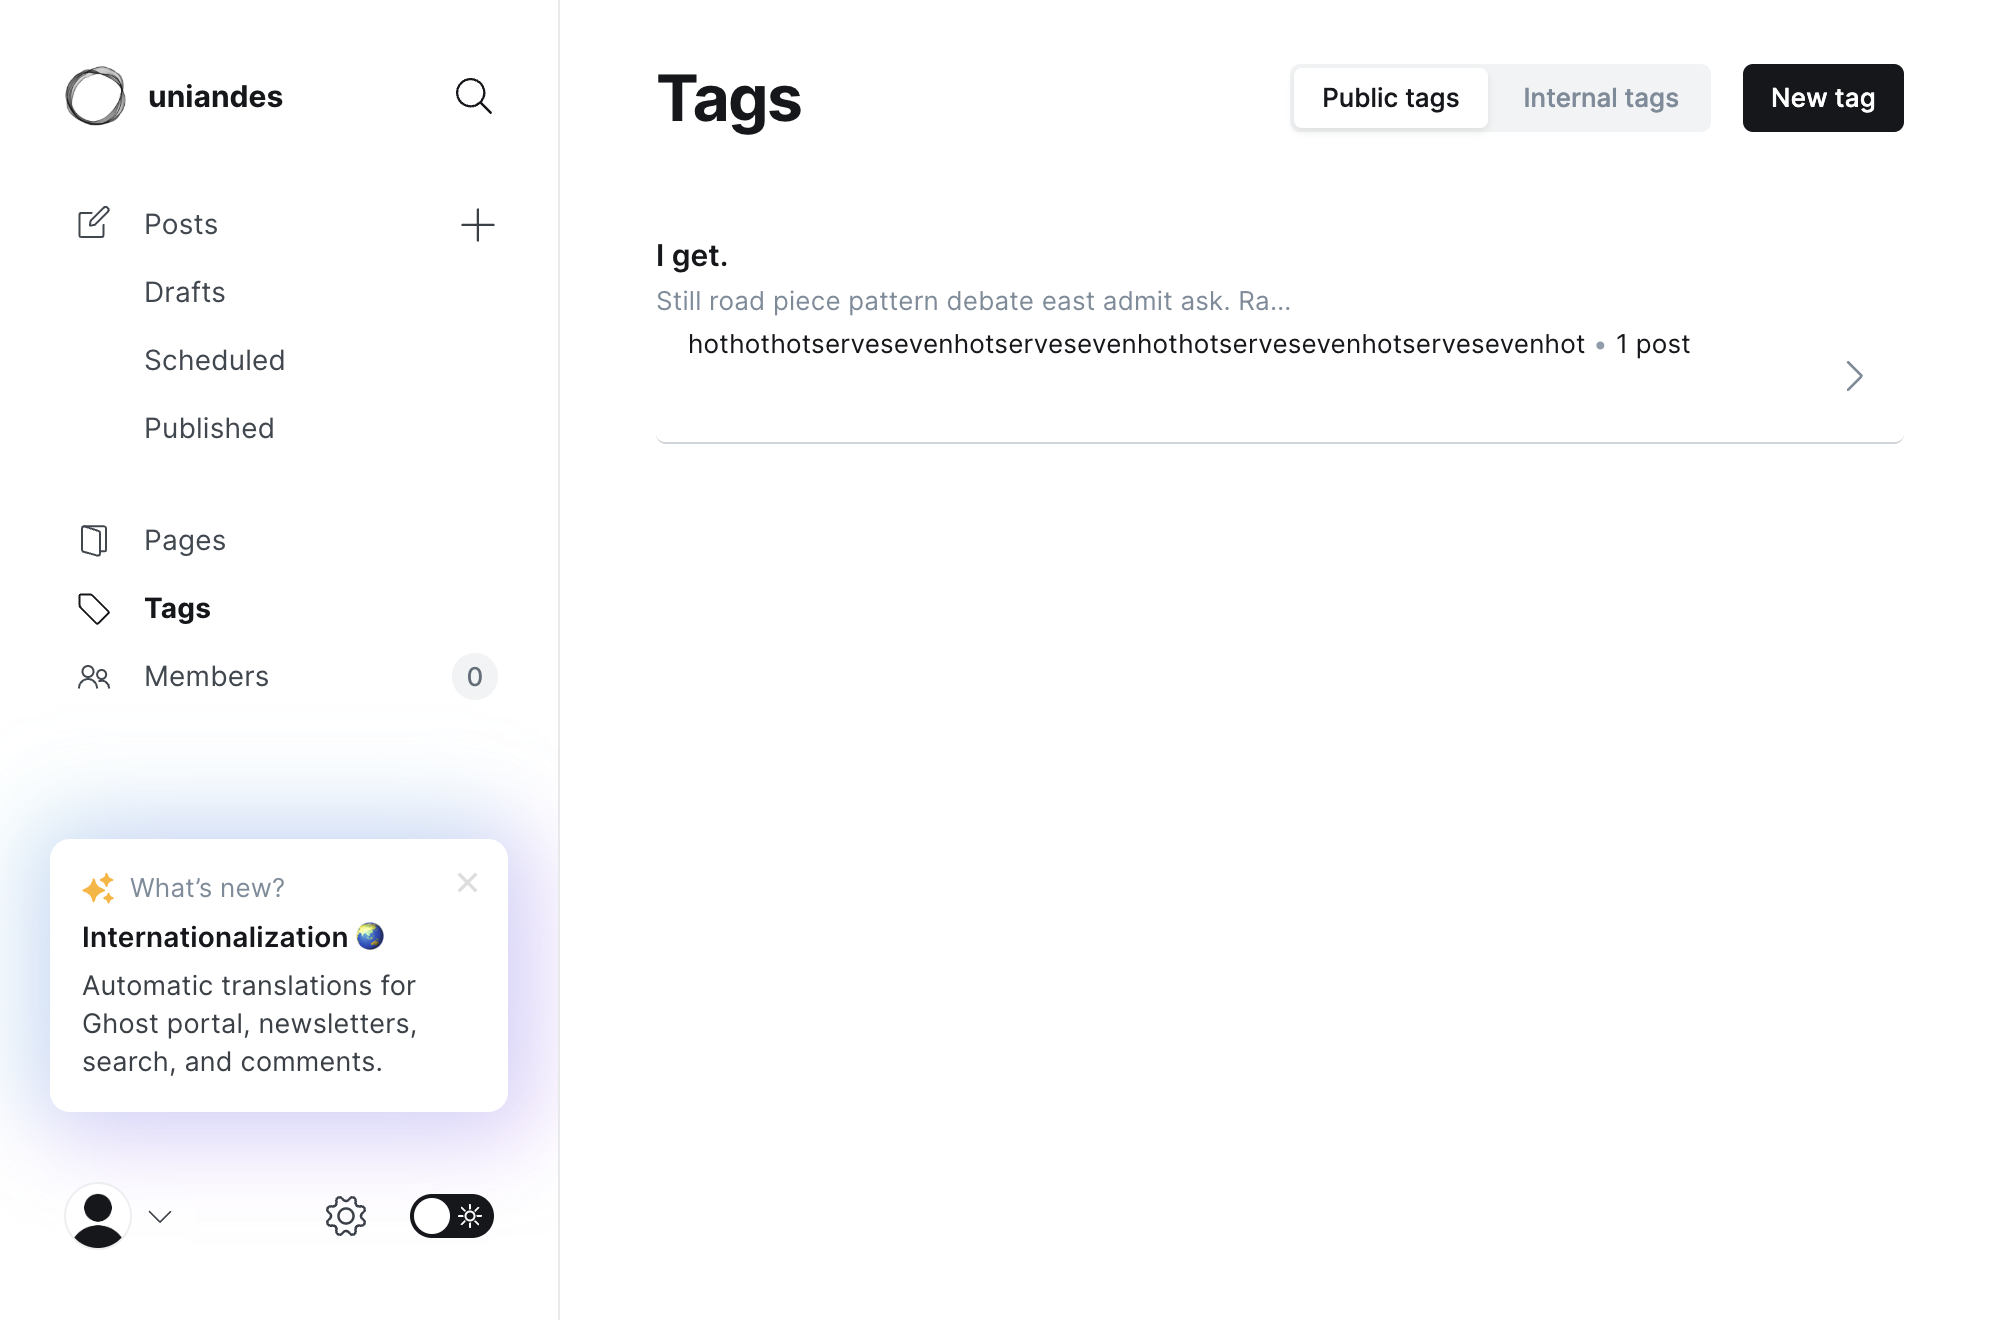 uniandes
Posts
Drafts
Scheduled
Published
Pages
Tags
Members 0
What's new?
Internationalization
Automatic translations for
Ghost portal, newsletters,
search, and comments.
Tags
Public tags Internal tags New tag
I get.
Still road piece pattern debate east admit ask. Ra...
hothothotservesevenhotservesevenhothotservesevenhotservesevenhot • 1 post